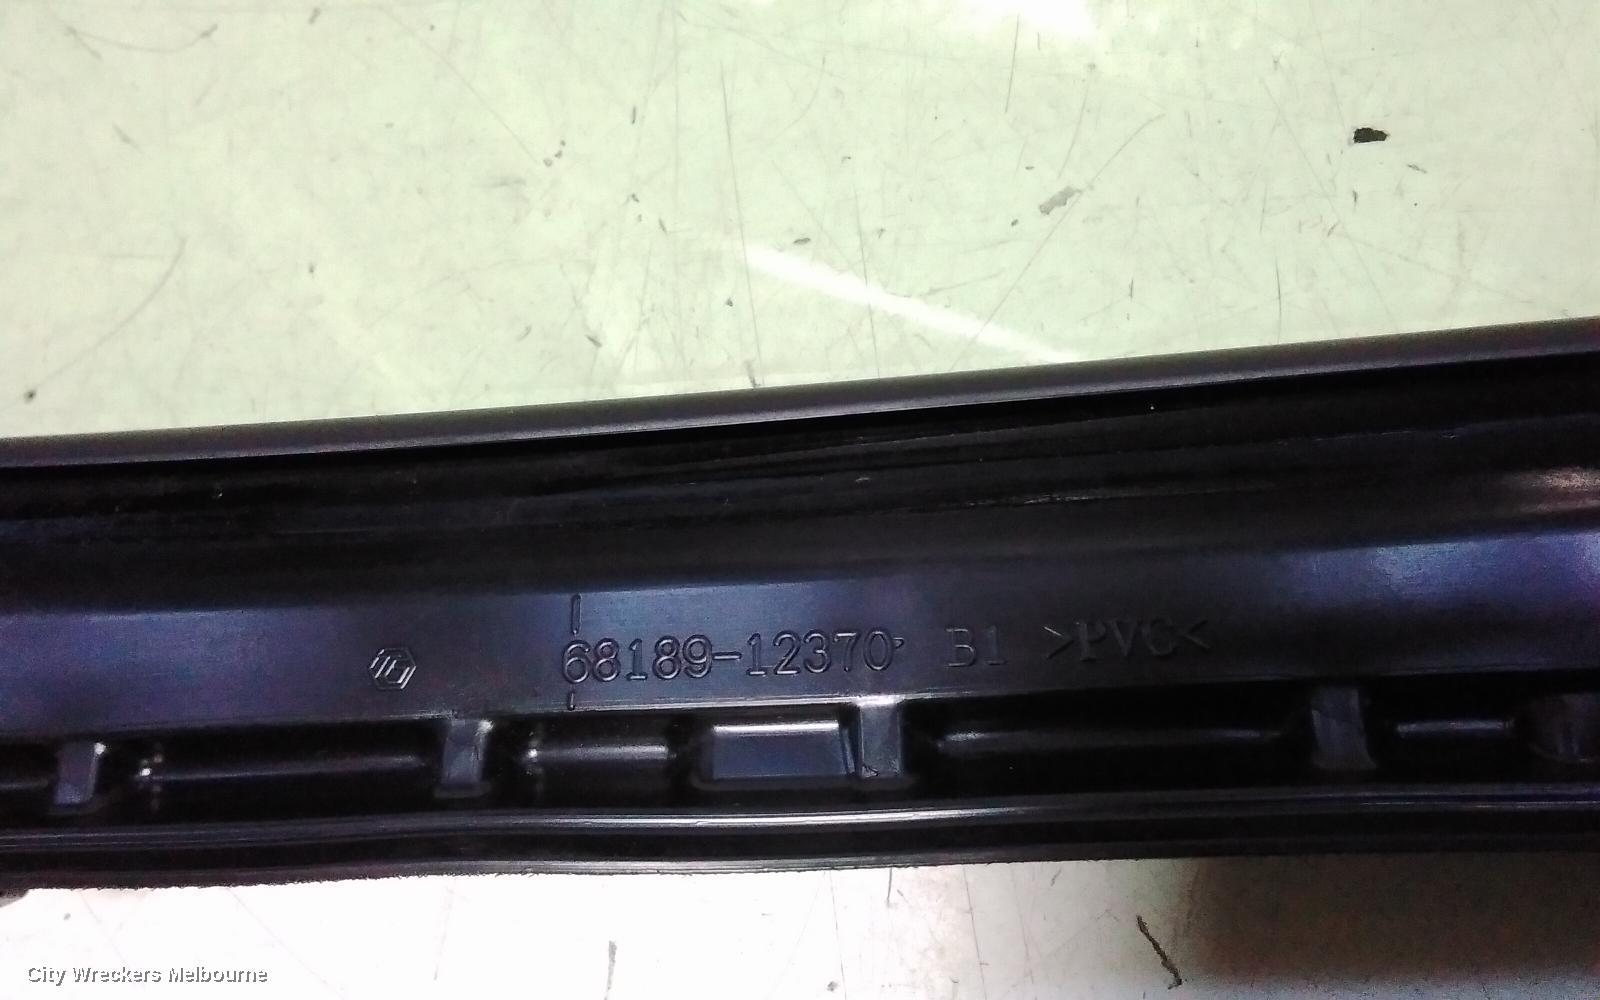 68189-12370 B1 >PVC<
City Wreckers Melbourne